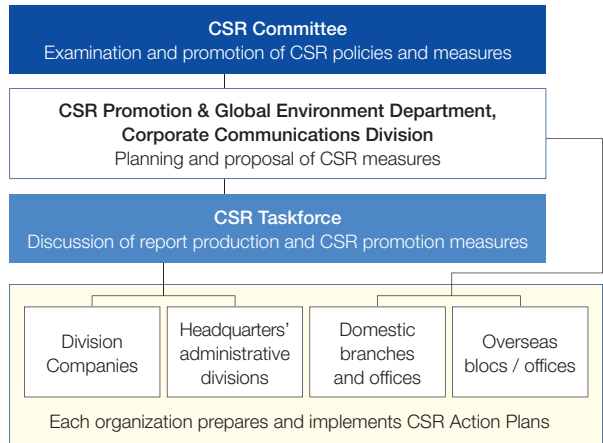 CSR Committee
Examination and promotion of CSR policies and measures
CSR Promotion & Global Environment Department,
Corporate Communications Division
Planning and proposal of CSR measures
CSR Taskforce
Discussion of report production and CSR promotion measures
Division
Companies
Headquarters’
administrative
divisions
Domestic
branches
and offices
Overseas
blocs / offices
Each organization prepares and implements CSR Action Plans